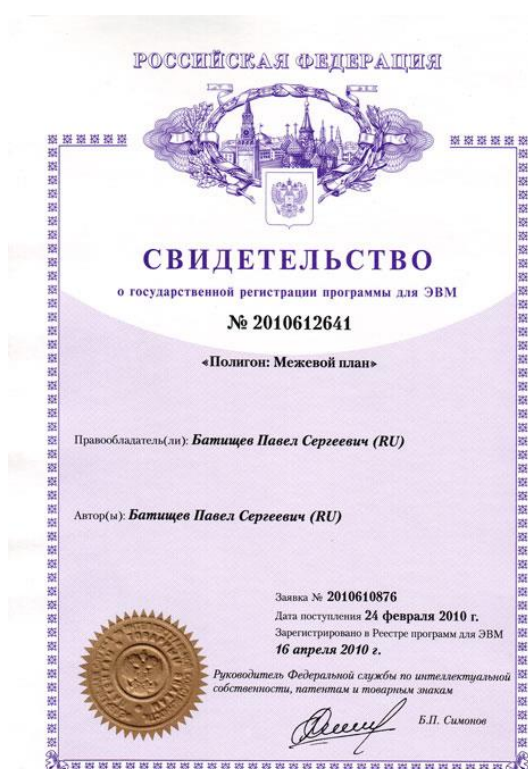 РОССИЙСКАЯ ФЕДЕРАЦИЯ
СВИДЕТЕЛЬСТВО
о государственной регистрации программы для ЭВМ
№ 2010612641
«Полигон: Межевой план»
Правообладатель(ли): Батищев Павел Сергеевич (RU)
Автор(ы): Батищев Павел Сергеевич (RU)
Заявка № 2010610876
Дата поступления 24 февраля 2010 г.
Зарегистрировано в Реестре программ для ЭВМ
16 апреля 2010 г.
Руководитель Федеральной службы по интеллектуальной
собственности, патентам и товарным знакам
Б.П. Симонов